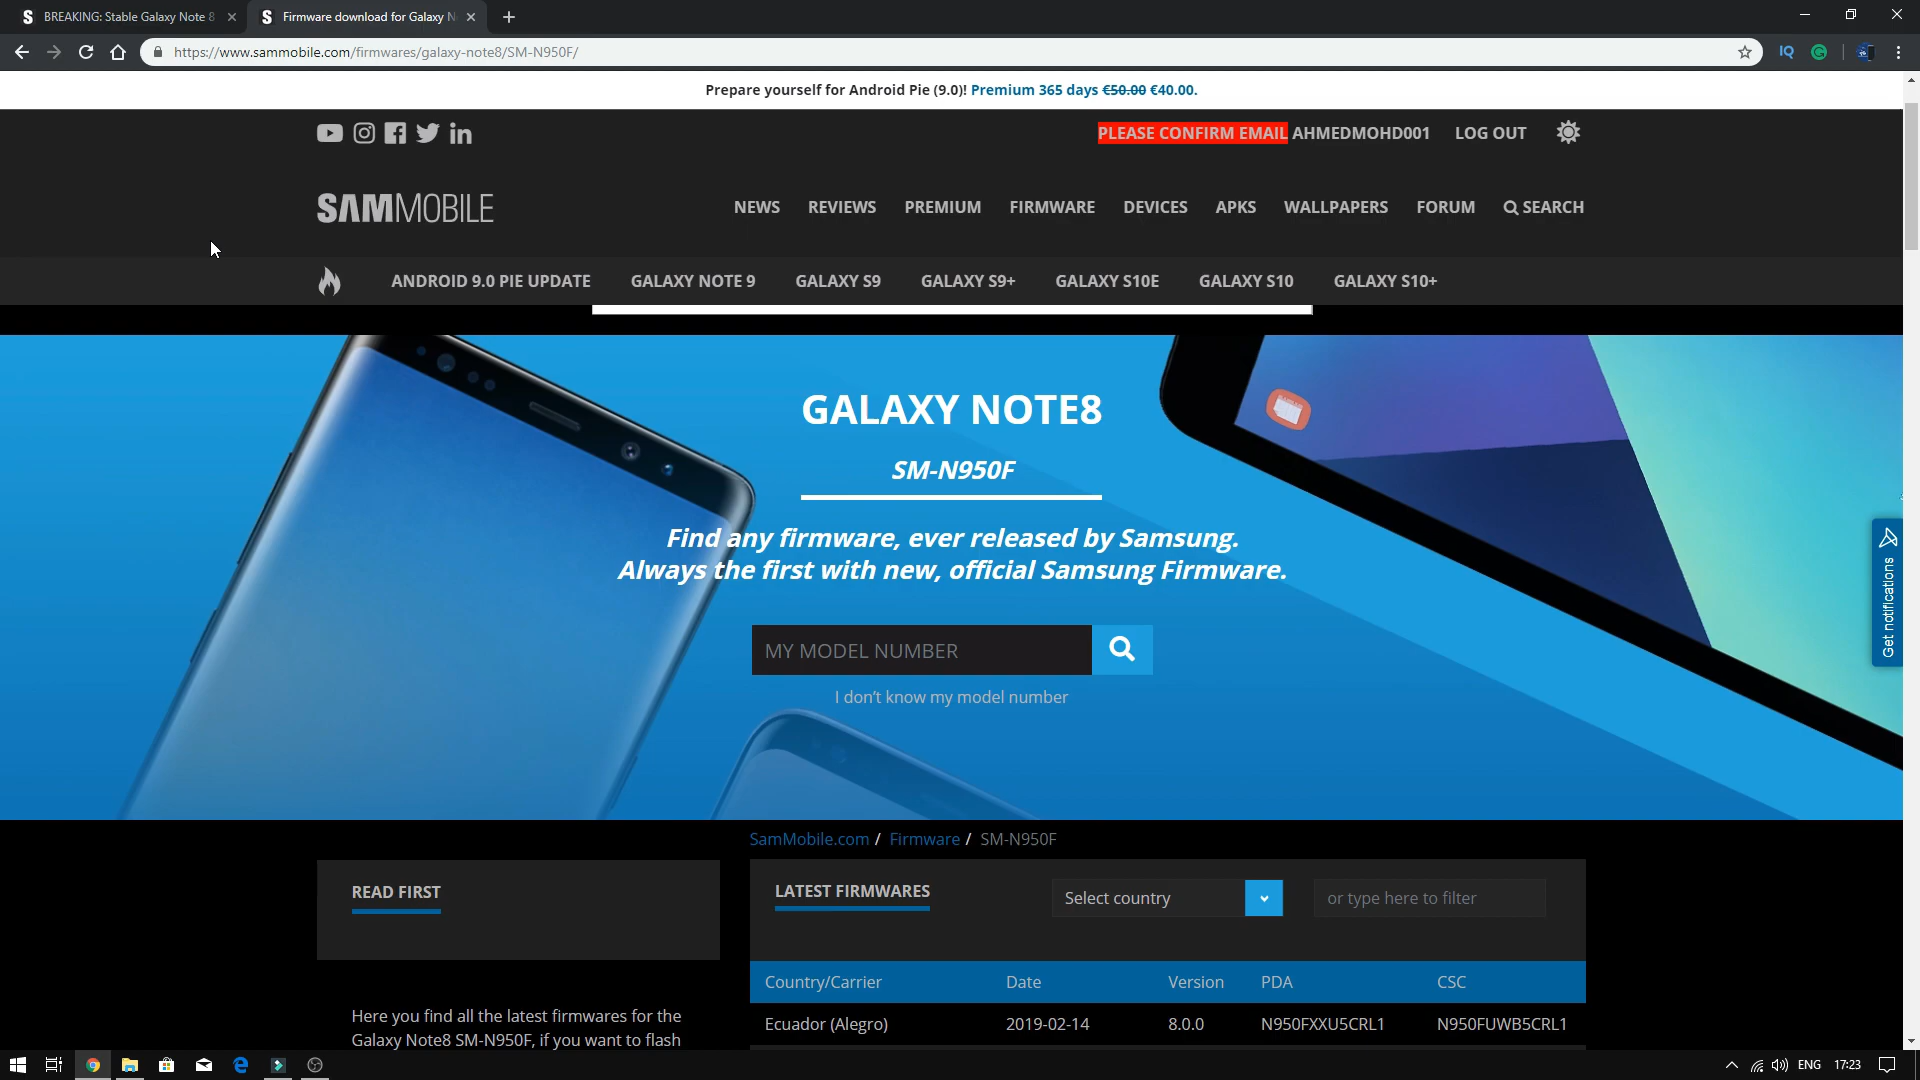 BREAKING: Stable Galaxy Note 8
Firmware download for Galaxy N
https://www.sammobile.com/firmwares/galaxy-note8/SM-N950F/
IQ
Prepare yourself for Android Pie (9.0)! Premium 365 days €50.00 €40.00.
PLEASE CONFIRM EMAIL AHMEDMOHD001 LOG OUT
SAMMOBILE
NEWS REVIEWS PREMIUM FIRMWARE DEVICES APKS WALLPAPERS FORUM SEARCH
ANDROID 9.0 PIE UPDATE GALAXY NOTE 9 GALAXY S9 GALAXY S9+ GALAXY S10E GALAXY S10 GALAXY S10+
GALAXY NOTE8
SM-N950F
Find any firmware, ever released by Samsung.
Always the first with new, official Samsung Firmware.
MY MODEL NUMBER
I don't know my model number
Get notifications
SamMobile.com / Firmware / SM-N950F
READ FIRST
Here you find all the latest firmwares for the
Galaxy Note8 SM-N950F, if you want to flash
LATEST FIRMWARES
Select country
or type here to filter
Country/Carrier Date Version PDA CSC
Ecuador (Alegro) 2019-02-14 8.0.0 N950FXXU5CRL1 N950FUWB5CRL1
ENG 17:23